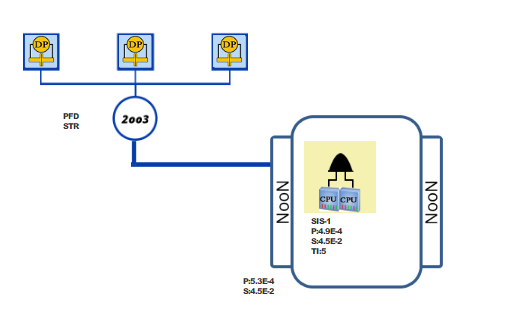 DP
DP
DP
2oo3
PFD
STR
NooN
CPU
CPU
NooN
SIS-1
P:4.9E-4
S:4.5E-2
TI:5
P:5.3E-4
S:4.5E-2